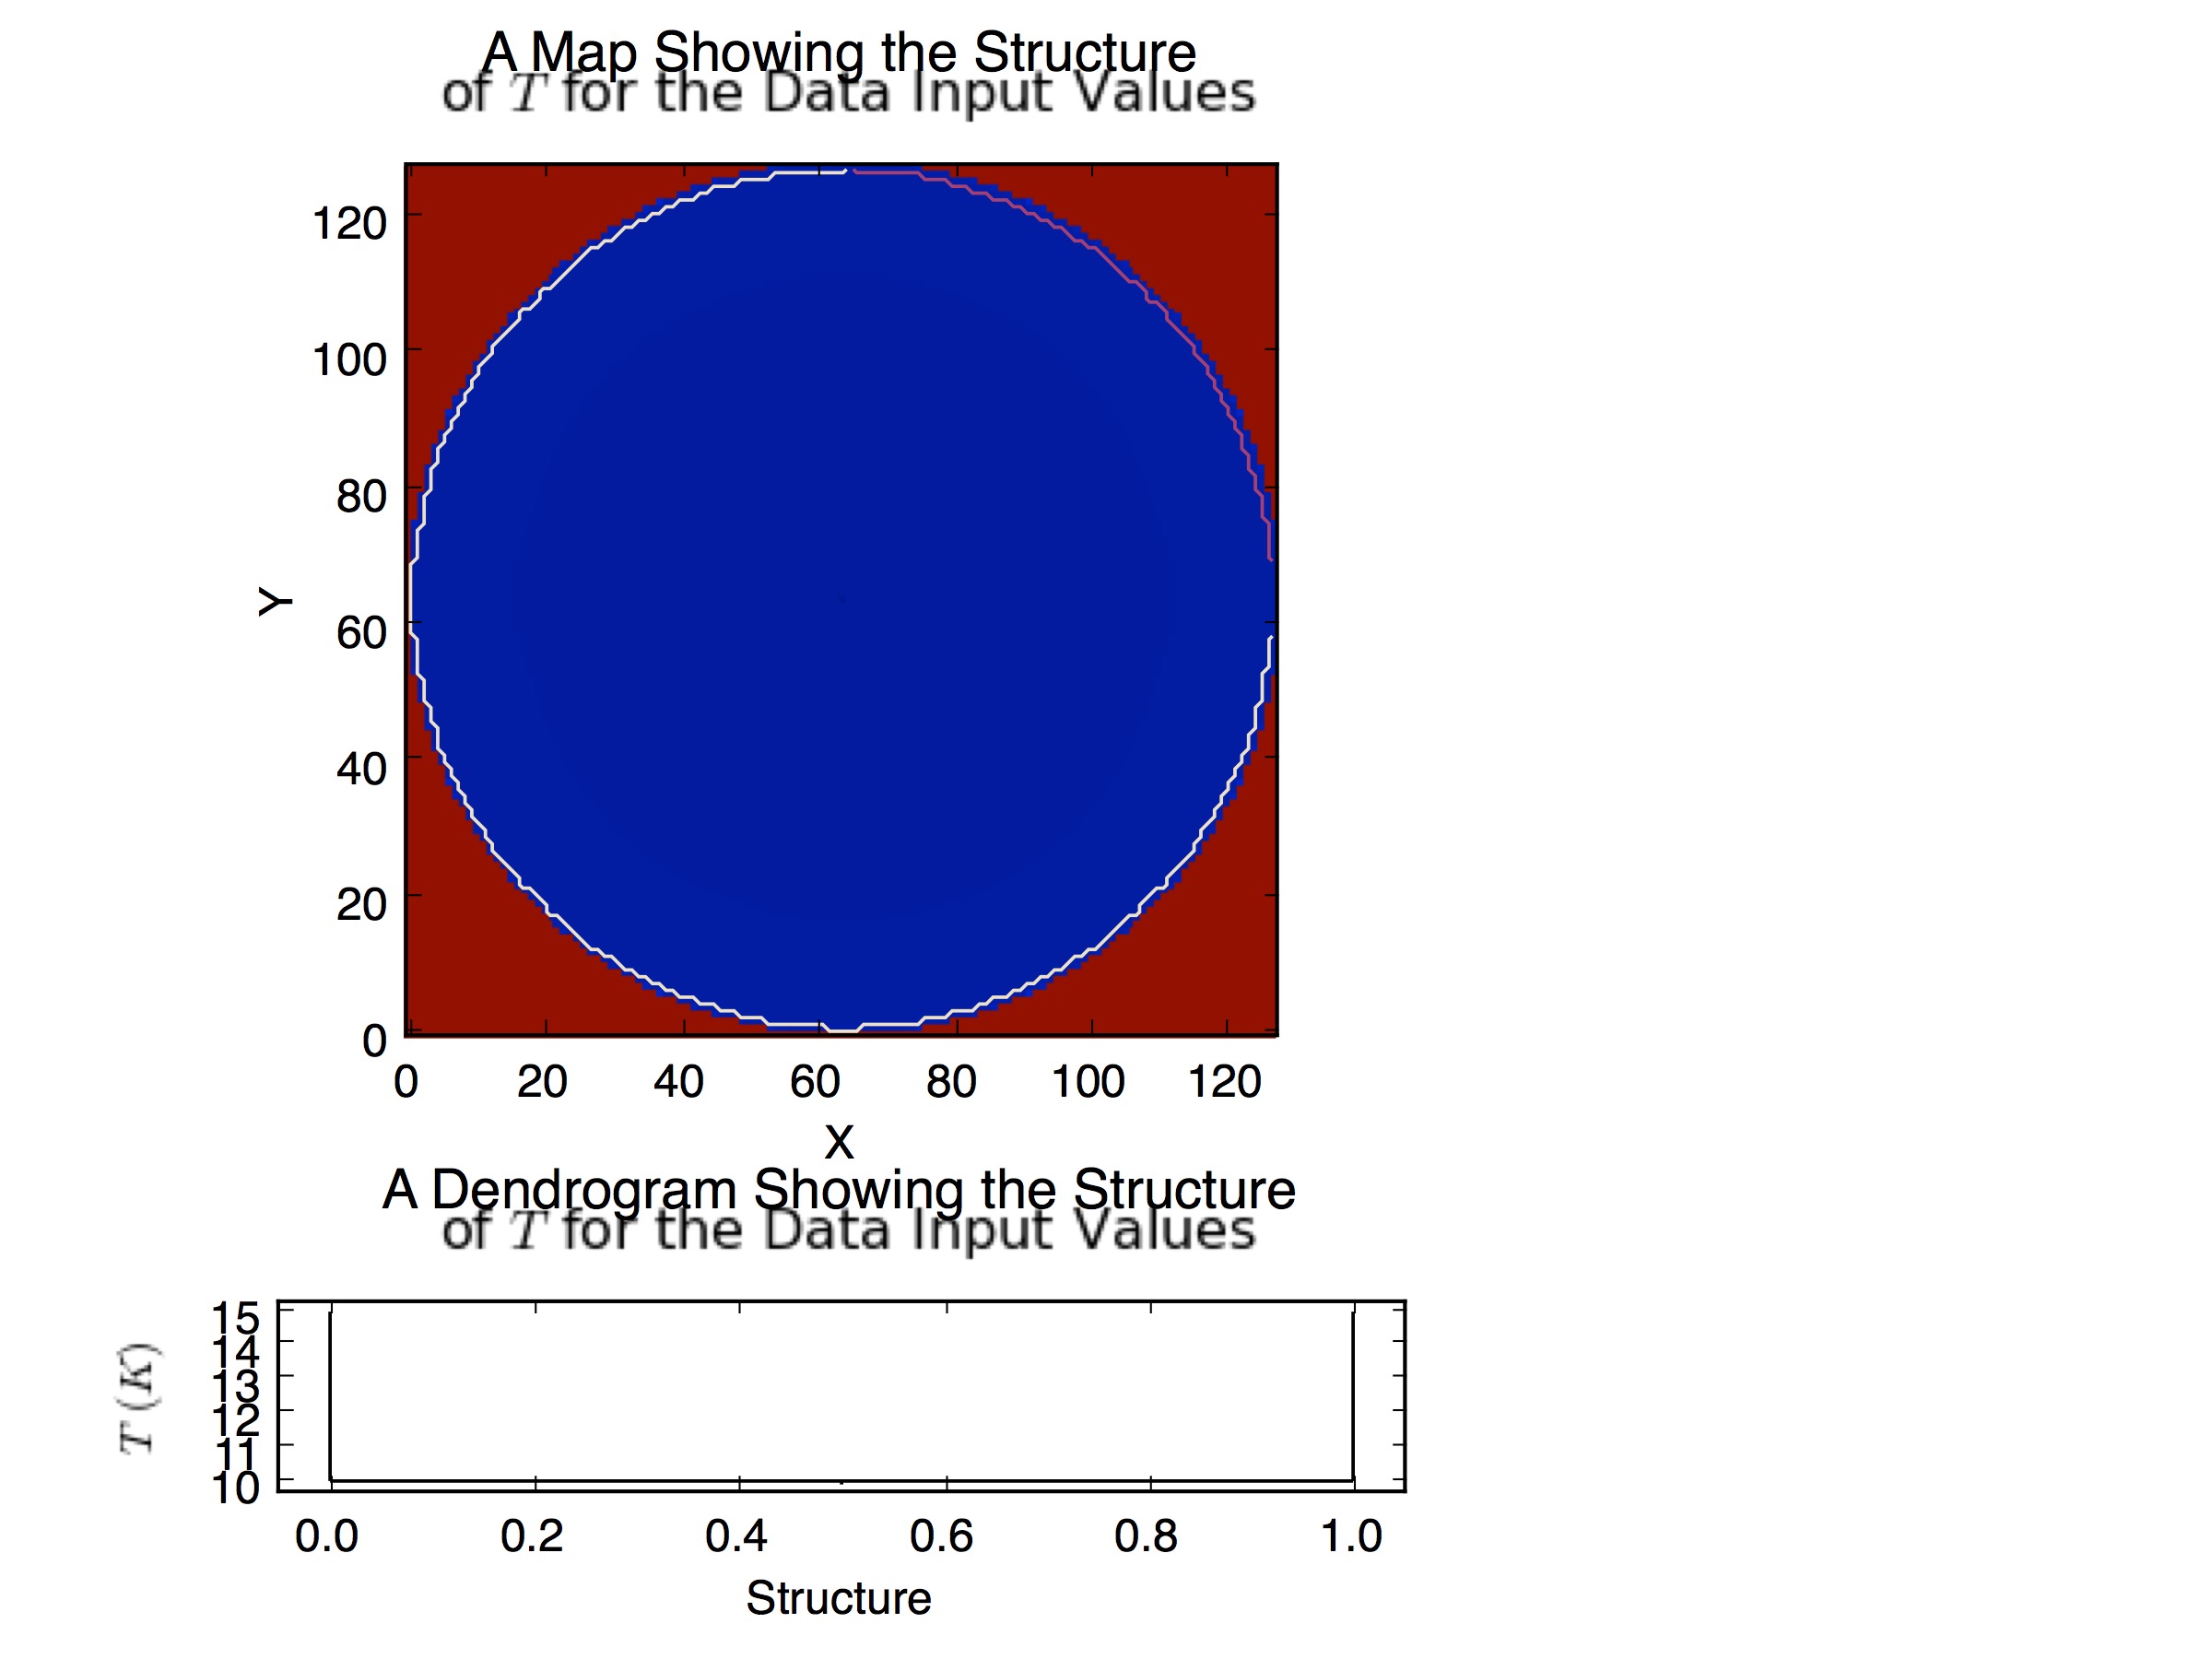 A Map Showing the Structure
of T for the Data Input Values
120
100
80
60
40
20
0
Y
0 20 40 60 80 100 120
X
A Dendrogram Showing the Structure
of T for the Data Input Values
15
14
13
12
11
10
T (K)
0.0 0.2 0.4 0.6 0.8 1.0
Structure